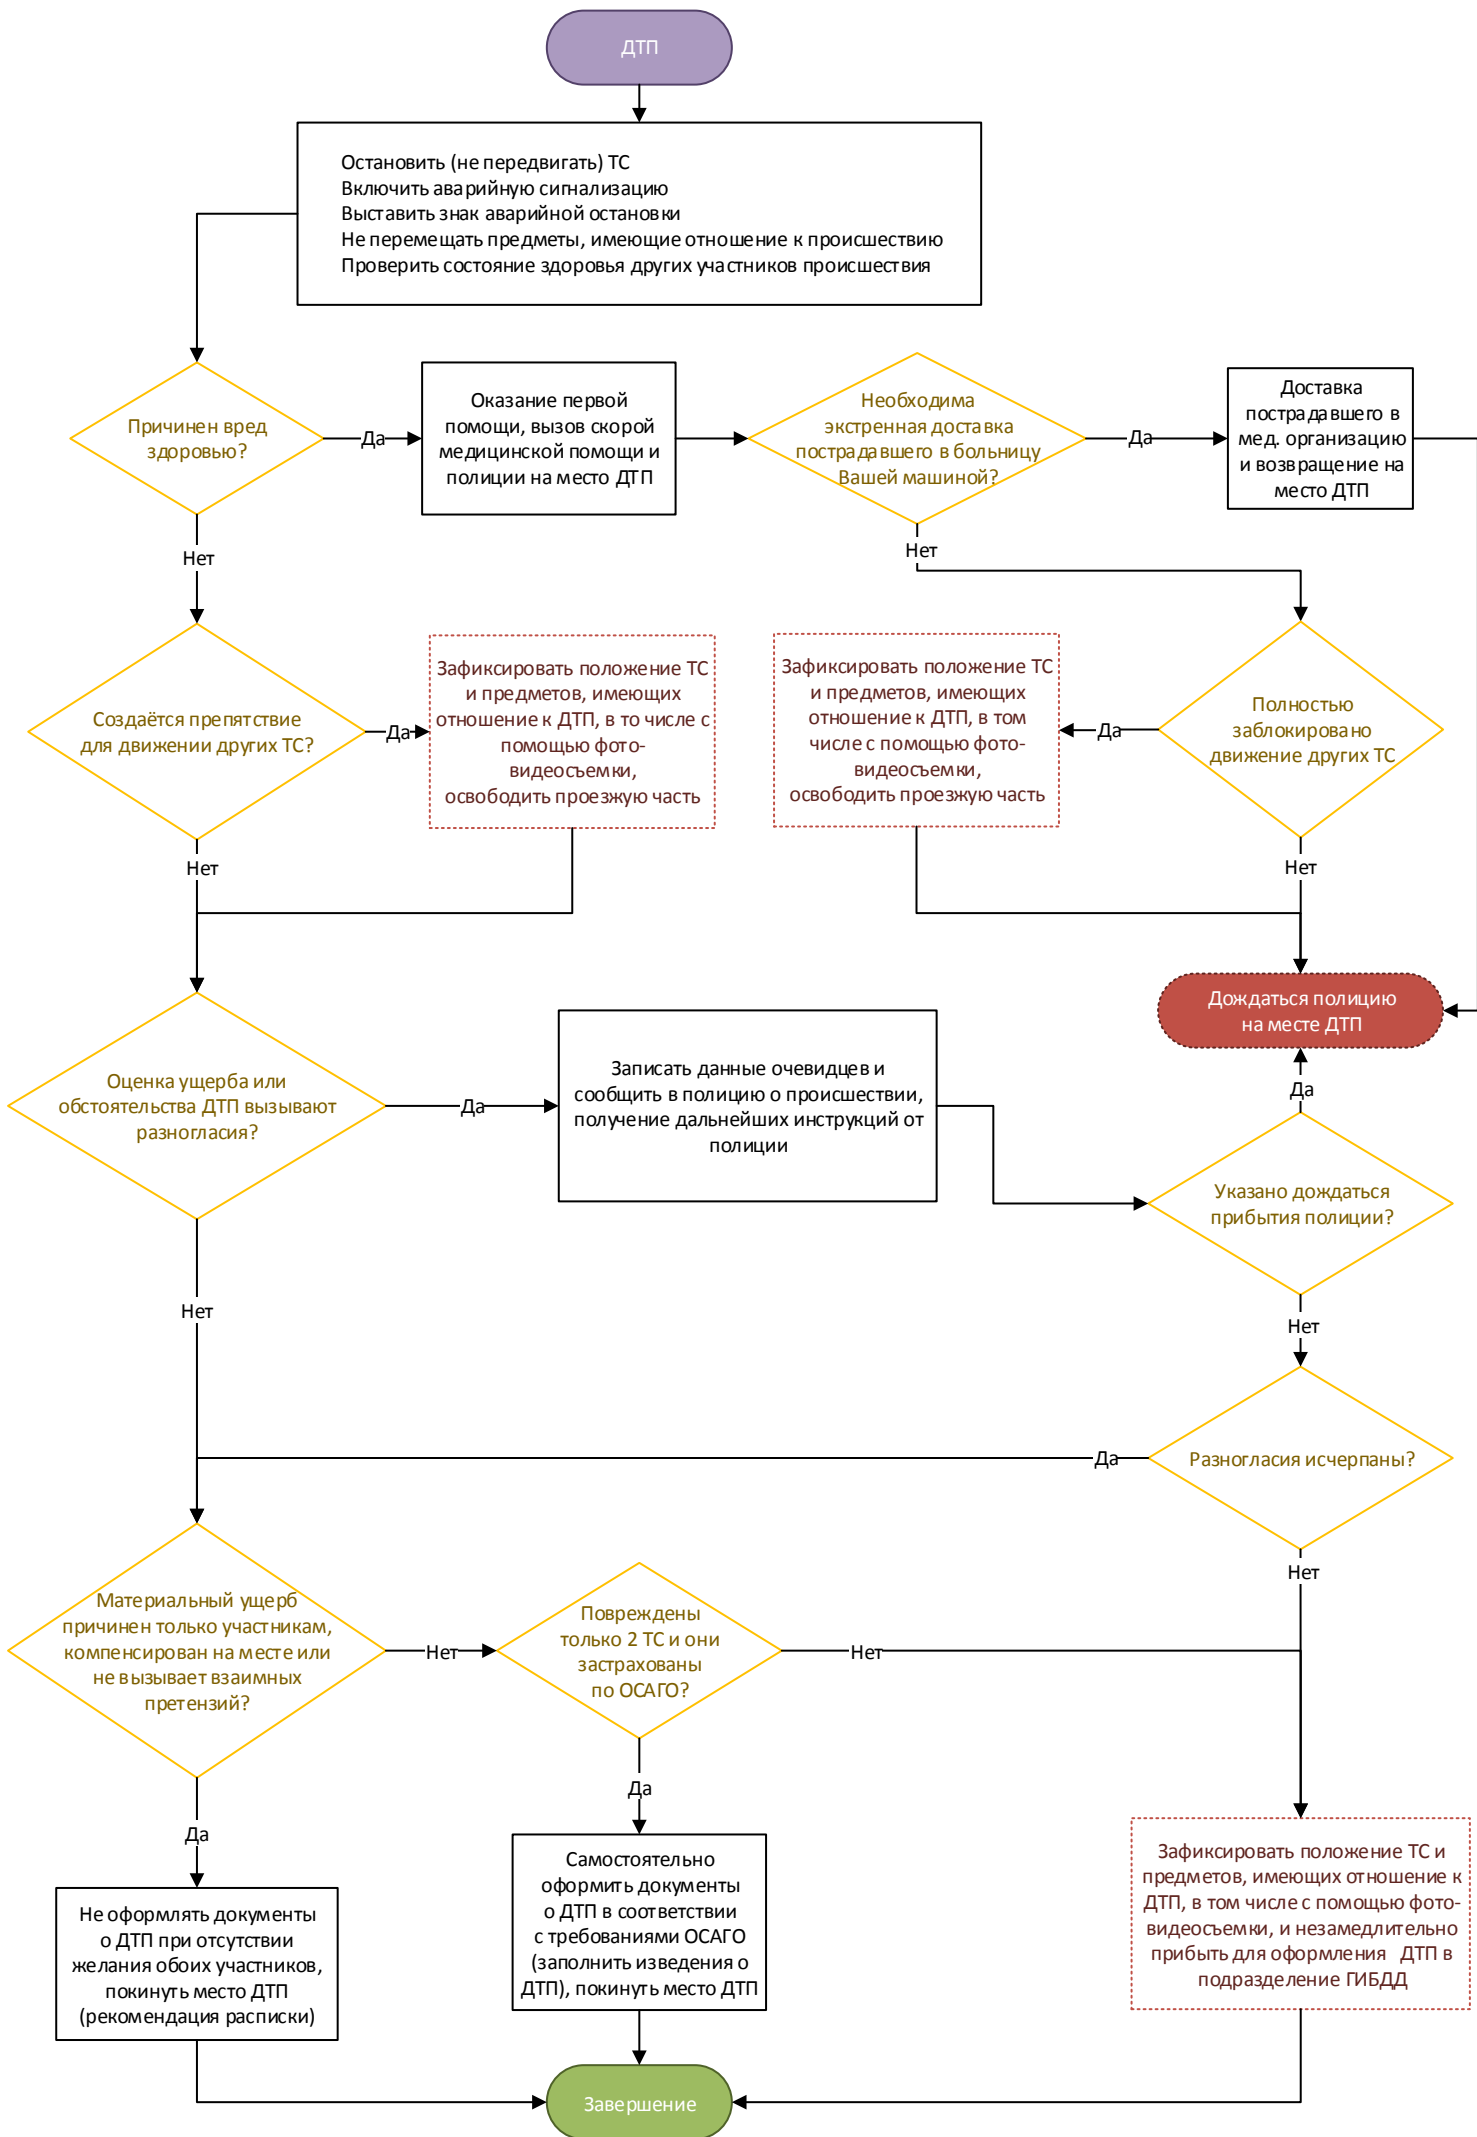 ДТП
Остановить (не передвигать) ТС
Включить аварийную сигнализацию
Выставить знак аварийной остановки
Не перемещать предметы, имеющие отношение к происшествию
Проверить состояние здоровья других участников происшествия
Причинен вред
здоровью?
Да
Оказание первой
помощи, вызов скорой
медицинской помощи и
полиции на место ДТП
Необходима
экстренная доставка
пострадавшего в больницу
Вашей машиной?
Да
Доставка
пострадавшего в
мед. организацию
и возвращение на
место ДТП
Нет
Нет
Создаётся препятствие
для движении других ТС?
Да
Зафиксировать положение ТС
и предметов, имеющих
отношение к ДТП, в то числе с
помощью фото-
видеосъемки,
освободить проезжую часть
Зафиксировать положение ТС
и предметов, имеющих
отношение к ДТП, в том
числе с помощью фото-
видеосъемки,
освободить проезжую часть
Да
Полностью
заблокировано
движение других ТС
Нет
Нет
Дождаться полицию
на месте ДТП
Оценка ущерба или
обстоятельства ДТП вызывают
разногласия?
Да
Записать данные очевидцев и
сообщить в полицию о происшествии,
получение дальнейших инструкций от
полиции
Да
Указано дождаться
прибытия полиции?
Нет
Нет
Да
Разногласия исчерпаны?
Нет
Материальный ущерб
причинен только участникам,
компенсирован на месте или
не вызывает взаимных
претензий?
Нет
Повреждены
только 2 ТС и они
застрахованы
по ОСАГО?
Нет
Да
Да
Не оформлять документы
о ДТП при отсутствии
желания обоих участников,
покинуть место ДТП
(рекомендация расписки)
Самостоятельно
оформить документы
о ДТП в соответствии
с требованиями ОСАГО
(заполнить изведения о
ДТП), покинуть место ДТП
Зафиксировать положение ТС и
предметов, имеющих отношение к
ДТП, в том числе с помощью фото-
видеосъемки, и незамедлительно
прибыть для оформления ДТП в
подразделение ГИБДД
Завершение